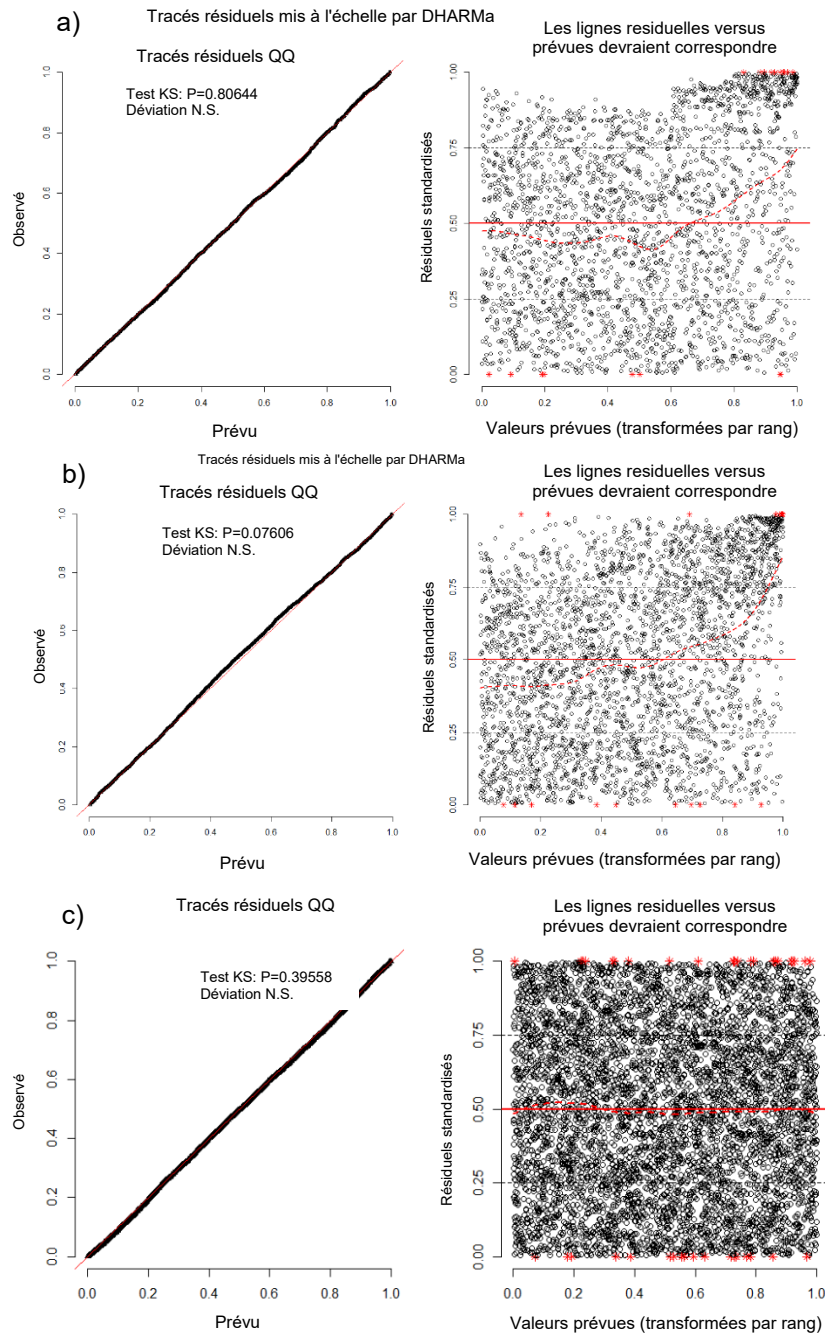 a)
Tracés résiduels mis à l'échelle par DHARMa
Tracés résiduels QQ
Test KS: P=0.80644
Déviation N.S.
Observé
0.0 0.2 0.4 0.6 0.8 1.0
0.0 0.2 0.4 0.6 0.8 1.0
Prévu
Les lignes residuelles versus
prévues devraient correspondre
Résiduels standardisés
0.00 0.25 0.50 0.75 1.00
0.0 0.2 0.4 0.6 0.8 1.0
Valeurs prévues (transformées par rang)
b)
Tracés résiduels mis à l'échelle par DHARMa
Tracés résiduels QQ
Test KS: P=0.07606
Déviation N.S.
Observé
0.0 0.2 0.4 0.6 0.8 1.0
0.0 0.2 0.4 0.6 0.8 1.0
Prévu
Les lignes residuelles versus
prévues devraient correspondre
Résiduels standardisés
0.00 0.25 0.50 0.75 1.00
0.0 0.2 0.4 0.6 0.8 1.0
Valeurs prévues (transformées par rang)
c)
Tracés résiduels QQ
Test KS: P=0.39558
Déviation N.S.
Observé
0.0 0.2 0.4 0.6 0.8 1.0
0.0 0.2 0.4 0.6 0.8 1.0
Prévu
Les lignes residuelles versus
prévues devraient correspondre
Résiduels standardisés
0.00 0.25 0.50 0.75 1.00
0.0 0.2 0.4 0.6 0.8 1.0
Valeurs prévues (transformées par rang)